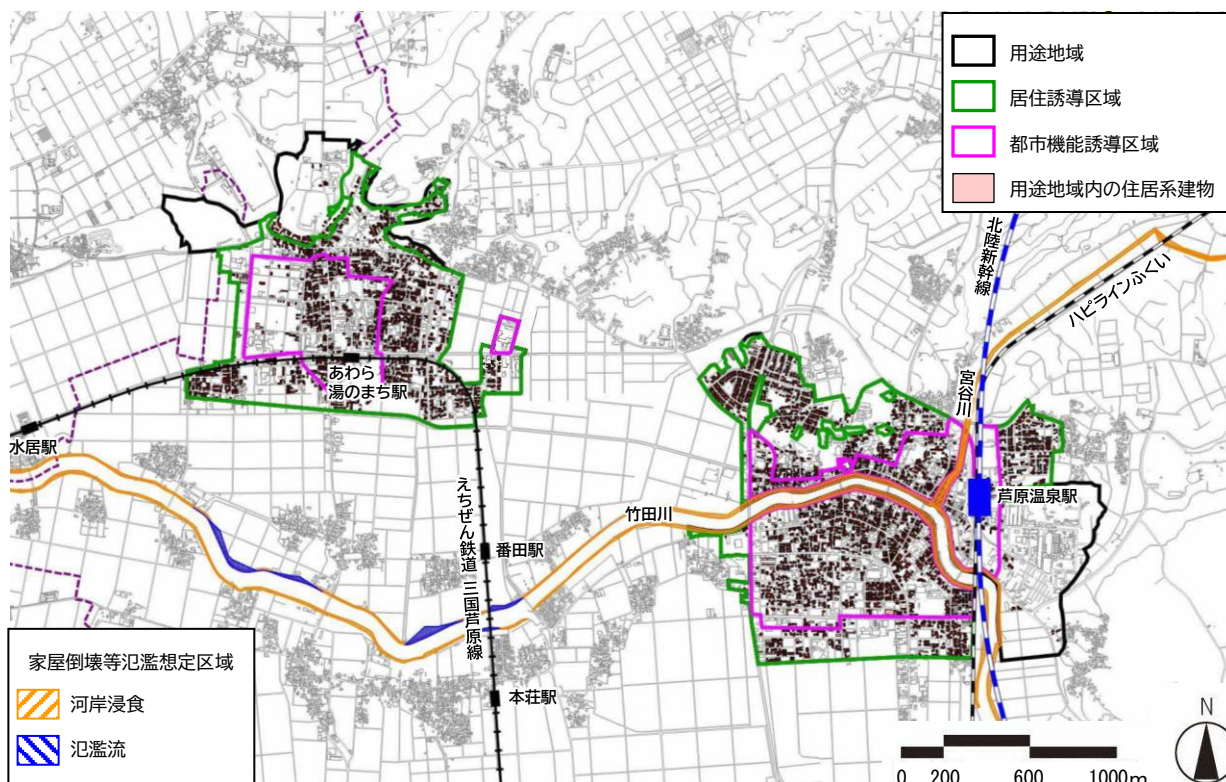 用途地域
居住誘導区域
都市機能誘導区域
用途地域内の住居系建物
北陸新幹線
ハピラインふくい
宮谷川
あわら
湯のまち駅
水居駅
芦原温泉駅
竹田川
えちぜん鉄道 三国芦原線
番田駅
本荘駅
家屋倒壊等氾濫想定区域
河岸浸食
氾濫流
N
0 200 600 1000m